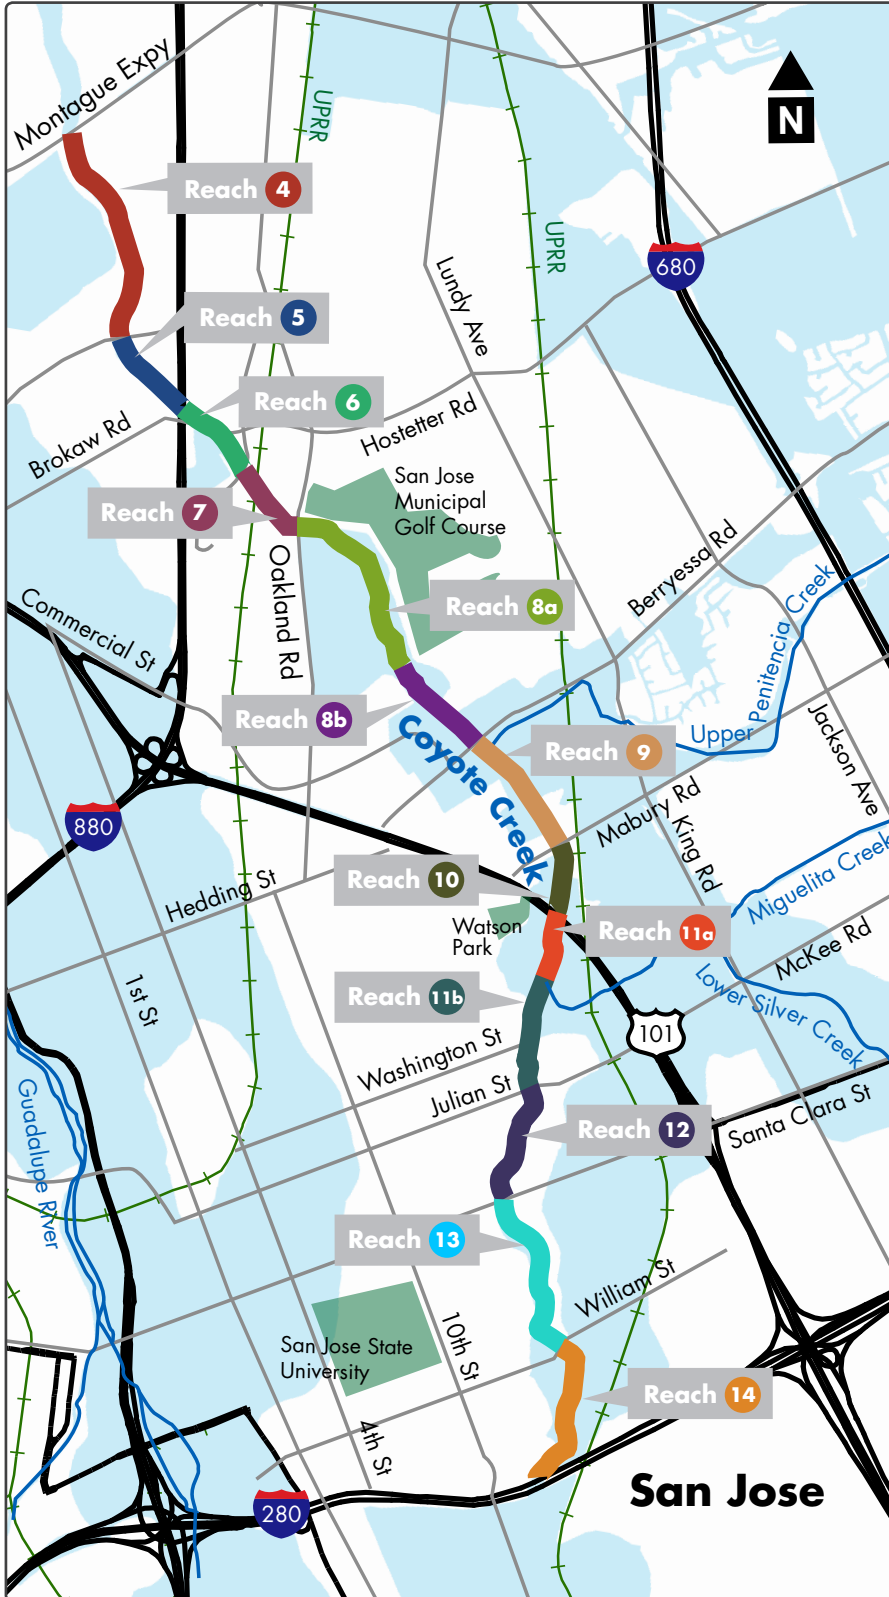 Montague Expy
UPRR
N
Reach 4
UPRR
680
Lundy Ave
Reach 5
Reach 6
Hostetter Rd
Brokaw Rd
San Jose
Municipal
Golf Course
Reach 7
Oakland Rd
Berryessa Rd
Commercial St
Reach 8a
Upper Penitencia Creek
Reach 8b
Coyote Creek
Reach 9
Jackson Ave
880
Mabury Rd
King Rd
Hedding St
Reach 10
Miguelita Creek
Watson
Park
Reach 11a
McKee Rd
Reach 11b
1st St
Lower Silver Creek
101
Washington St
Julian St
Guadalupe River
Reach 12
Santa Clara St
Reach 13
William St
San Jose State
University
10th St
Reach 14
4th St
280
San Jose